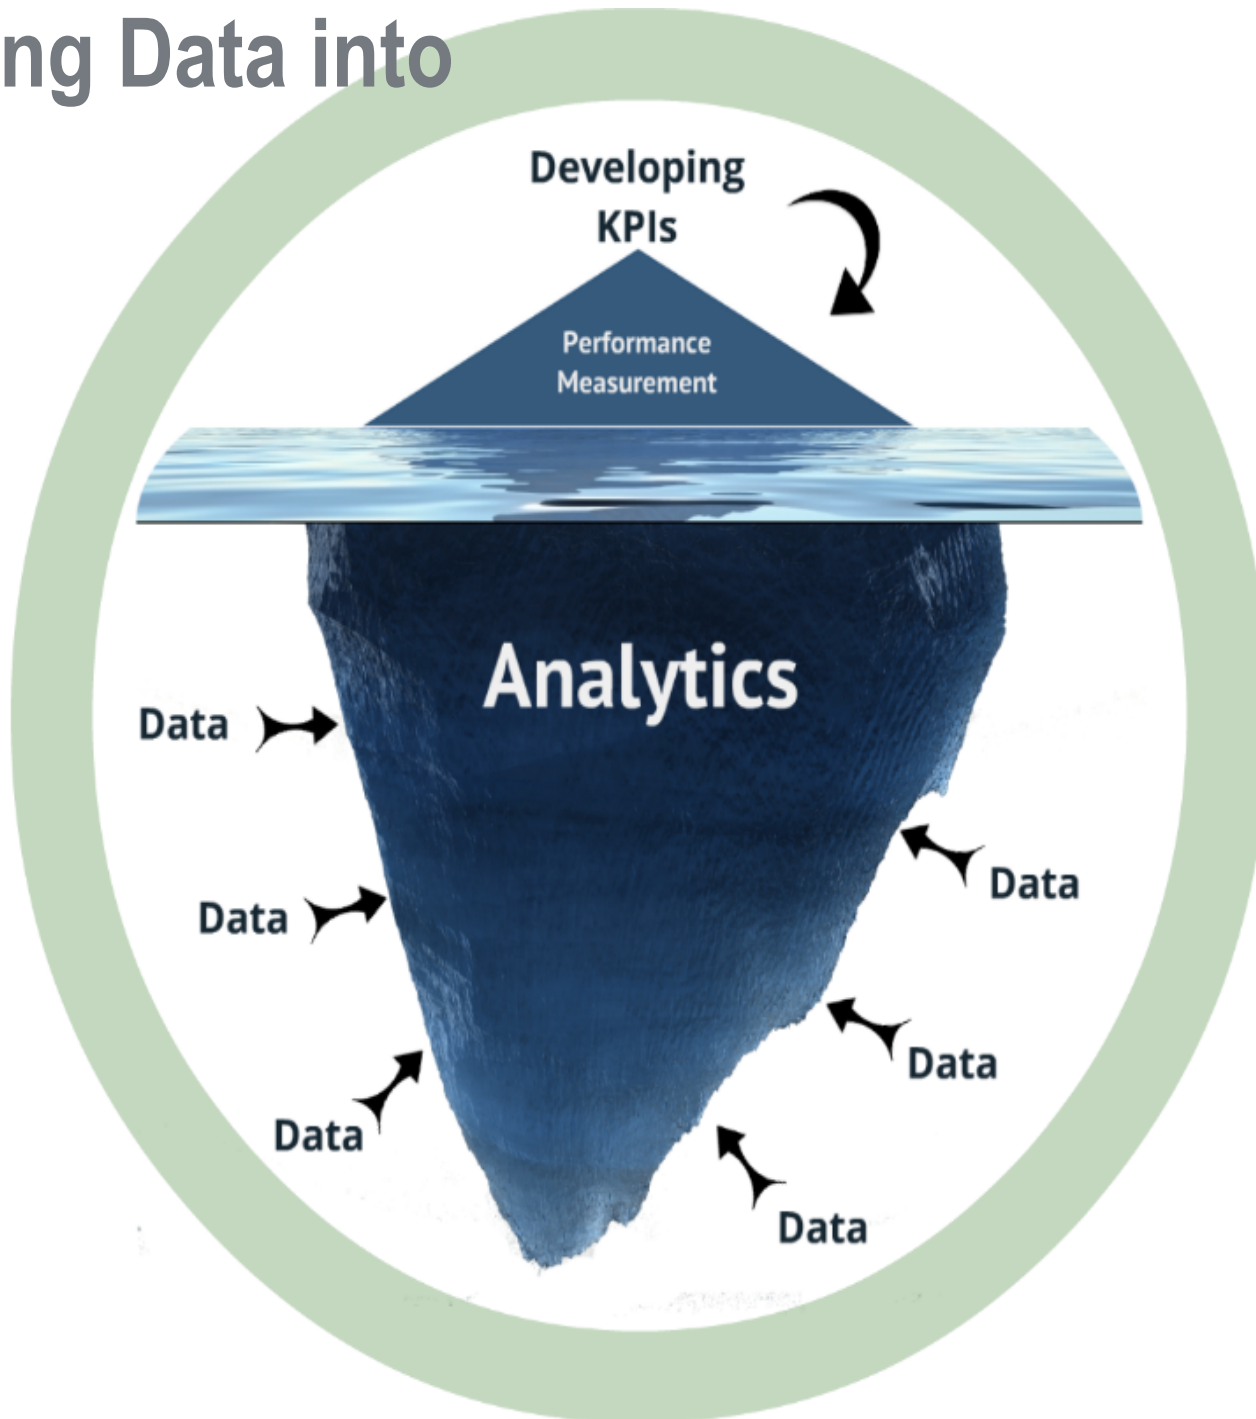 ng Data into
Developing
KPIs
Performance
Measurement
Analytics
Data
Data
Data
Data
Data
Data